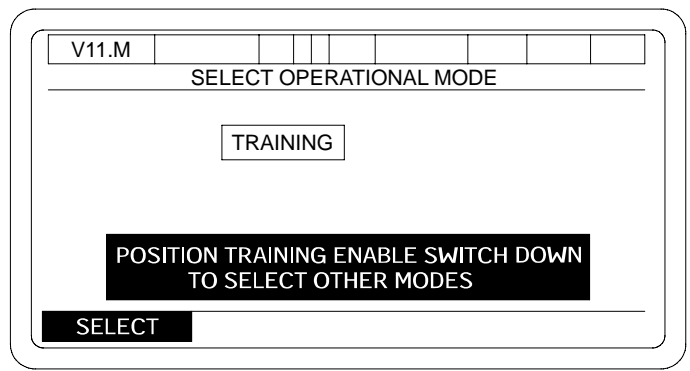 V11.M
SELECT OPERATIONAL MODE
TRAINING
POSITION TRAINING ENABLE SWITCH DOWN
TO SELECT OTHER MODES
SELECT